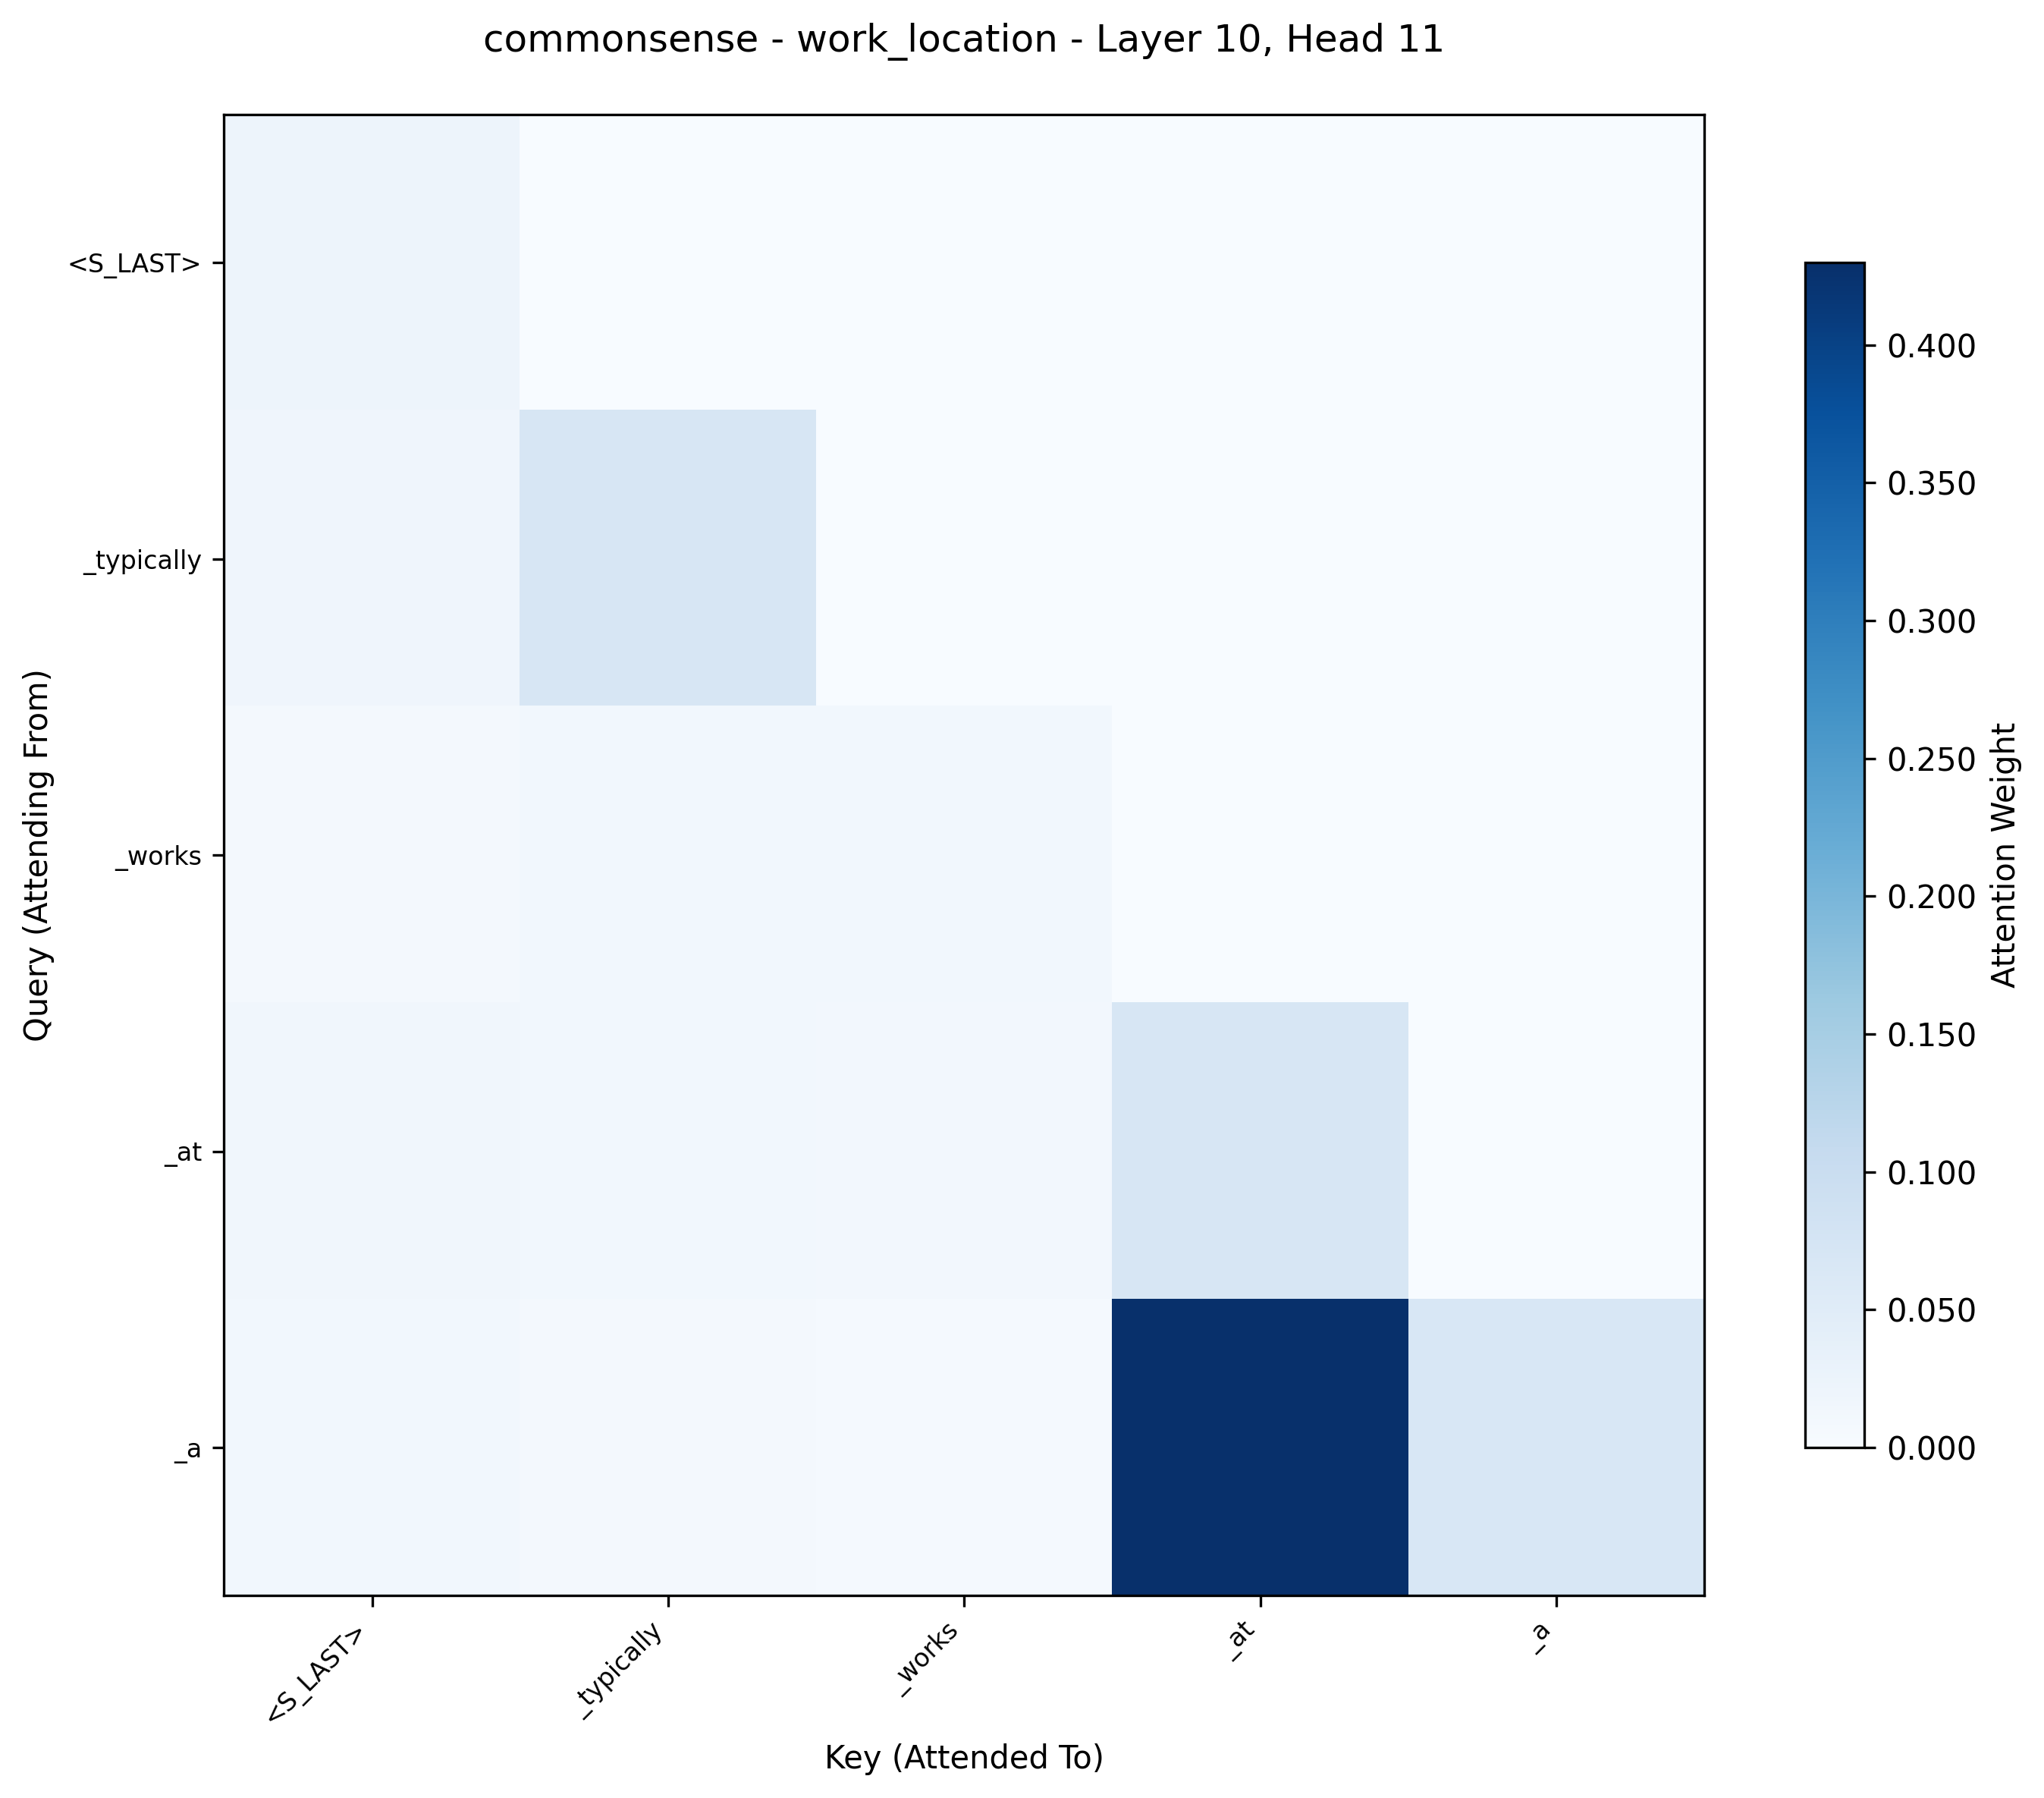 commonsense - work_location - Layer 10, Head 11
Query (Attending From)
<S_LAST>
_typically
_works
_at
_a
<S_LAST>
_typically
_works
_at
_a
Key (Attended To)
0.400
0.350
0.300
0.250
0.200
0.150
0.100
0.050
0.000
Attention Weight